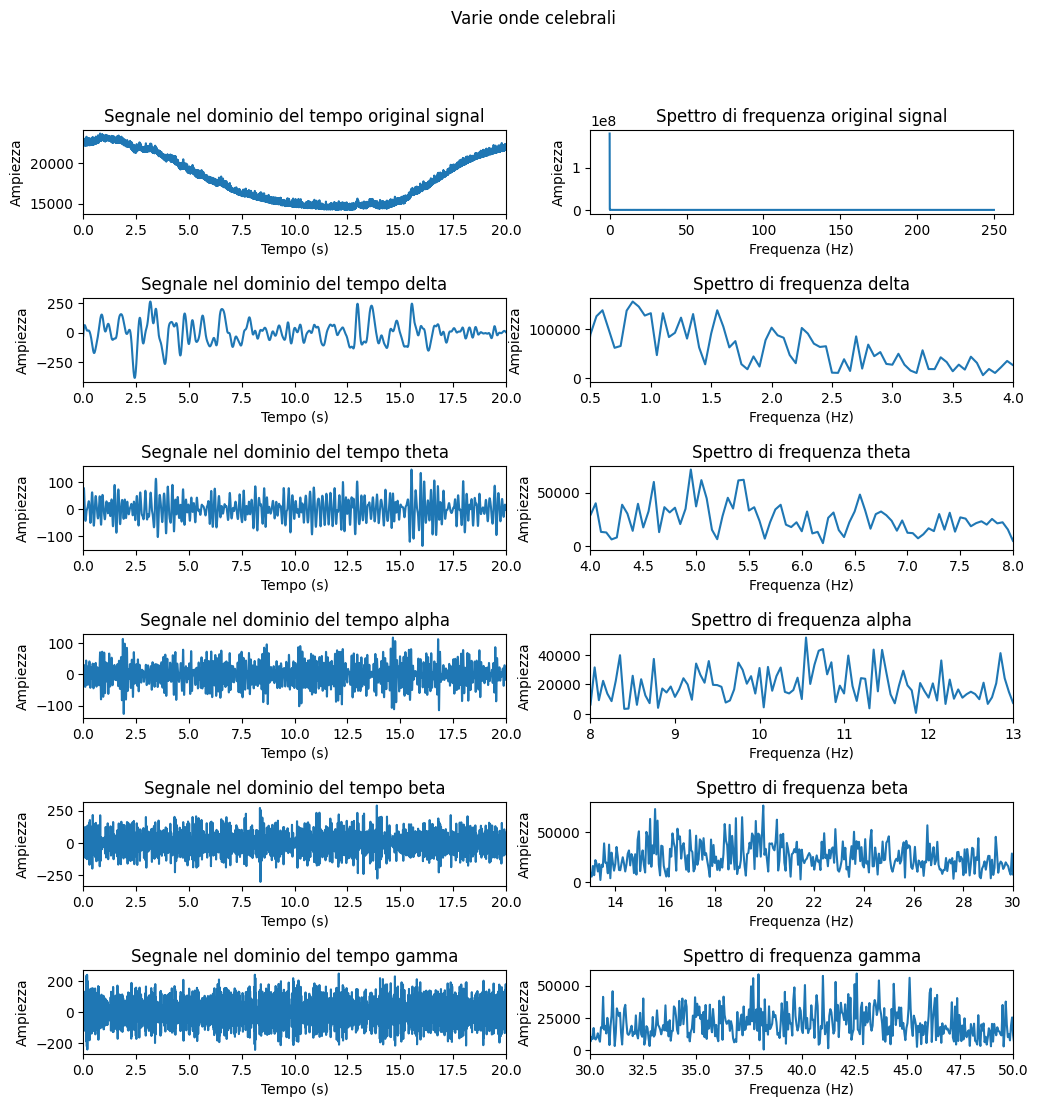 Varie onde celebrali
Segnale nel dominio del tempo original signal
Ampiezza
20000
15000
0.0 2.5 5.0 7.5 10.0 12.5 15.0 17.5 20.0
Tempo (s)
Spettro di frequenza original signal
1e8
Ampiezza
1
0
0 50 100 150 200 250
Frequenza (Hz)
Segnale nel dominio del tempo delta
Ampiezza
250
0
−250
0.0 2.5 5.0 7.5 10.0 12.5 15.0 17.5 20.0
Tempo (s)
Spettro di frequenza delta
Ampiezza
100000
0
0.5 1.0 1.5 2.0 2.5 3.0 3.5 4.0
Frequenza (Hz)
Segnale nel dominio del tempo theta
Ampiezza
100
0
−100
0.0 2.5 5.0 7.5 10.0 12.5 15.0 17.5 20.0
Tempo (s)
Spettro di frequenza theta
Ampiezza
50000
0
4.0 4.5 5.0 5.5 6.0 6.5 7.0 7.5 8.0
Frequenza (Hz)
Segnale nel dominio del tempo alpha
Ampiezza
100
0
−100
0.0 2.5 5.0 7.5 10.0 12.5 15.0 17.5 20.0
Tempo (s)
Spettro di frequenza alpha
Ampiezza
40000
20000
0
8 9 10 11 12 13
Frequenza (Hz)
Segnale nel dominio del tempo beta
Ampiezza
250
0
−250
0.0 2.5 5.0 7.5 10.0 12.5 15.0 17.5 20.0
Tempo (s)
Spettro di frequenza beta
Ampiezza
50000
0
14 16 18 20 22 24 26 28 30
Frequenza (Hz)
Segnale nel dominio del tempo gamma
Ampiezza
200
0
−200
0.0 2.5 5.0 7.5 10.0 12.5 15.0 17.5 20.0
Tempo (s)
Spettro di frequenza gamma
Ampiezza
50000
25000
0
30.0 32.5 35.0 37.5 40.0 42.5 45.0 47.5 50.0
Frequenza (Hz)